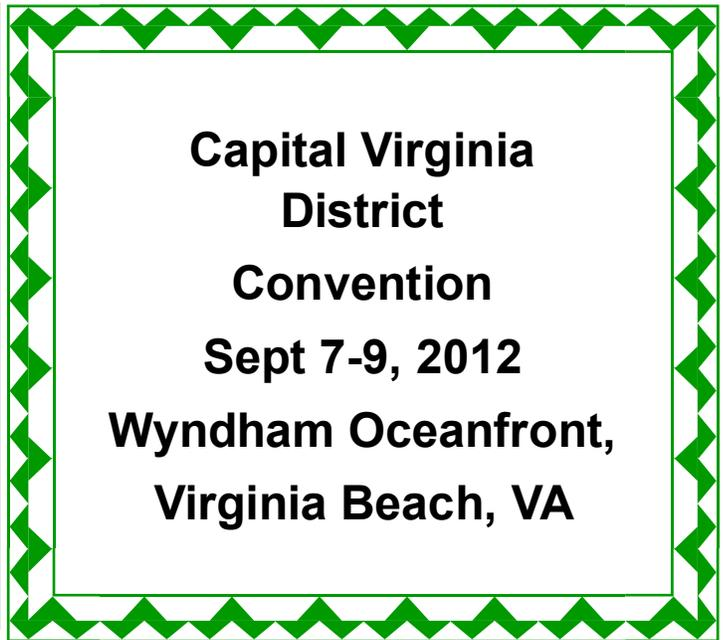 Capital Virginia
District
Convention
Sept 7-9, 2012
Wyndham Oceanfront,
Virginia Beach, VA